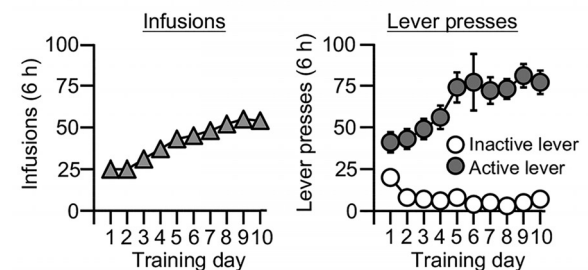 Infusions
Infusions (6 h)
100
75
50
25
0
1 2 3 4 5 6 7 8 9 10
Training day
Lever presses
Lever presses (6 h)
100
75
50
25
0
Inactive lever
Active lever
1 2 3 4 5 6 7 8 9 10
Training day